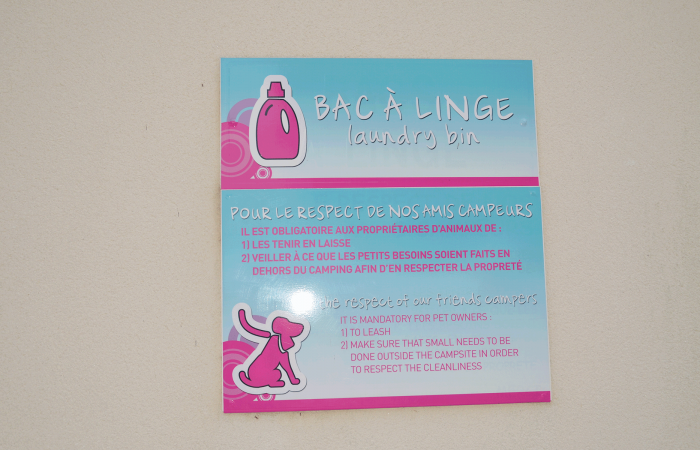 BAC À LINGE
laundry bin
POUR LE RESPECT DE NOS AMIS CAMPEURS
IL EST OBLIGATOIRE AUX PROPRIÉTAIRES D'ANIMAUX DE :
1) LES TENIR EN LAISSE
2) VEILLER À CE QUE LES PETITS BESOINS SOIENT FAITS EN
DEHORS DU CAMPING AFIN D'EN RESPECTER LA PROPRETÉ
the respect of our friends campers
IT IS MANDATORY FOR PET OWNERS :
1) TO LEASH
2) MAKE SURE THAT SMALL NEEDS TO BE
DONE OUTSIDE THE CAMPSITE IN ORDER
TO RESPECT THE CLEANLINESS